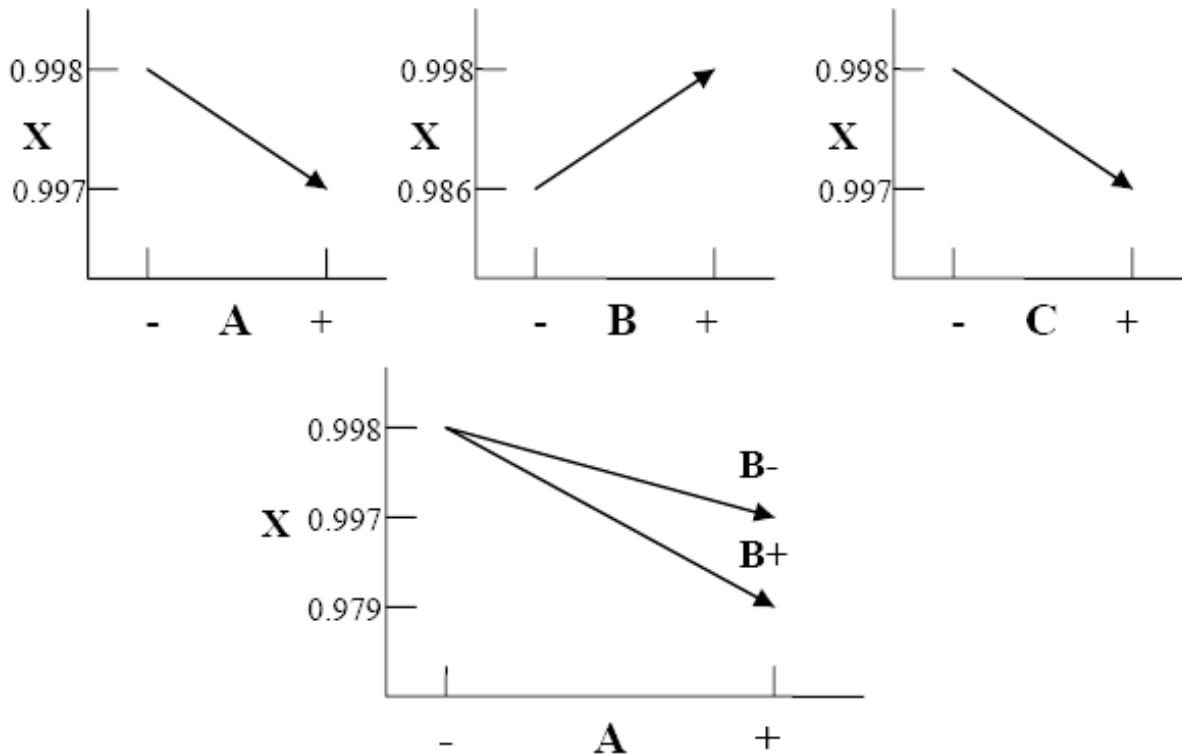 0.998 0.998 0.998
X X X
0.997 0.986 0.997
- A + - B + - C +
0.998
B-
X 0.997
B+
0.979
- A +